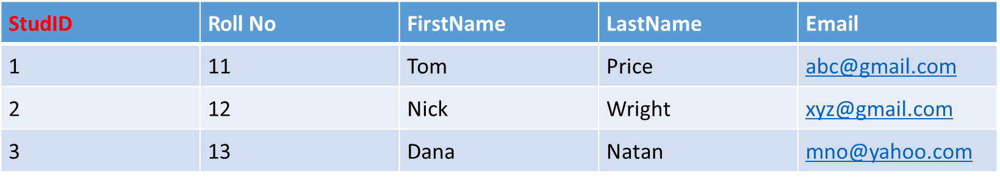 StudID Roll No FirstName LastName Email
1 11 Tom Price abc@gmail.com
2 12 Nick Wright xyz@gmail.com
3 13 Dana Natan mno@yahoo.com